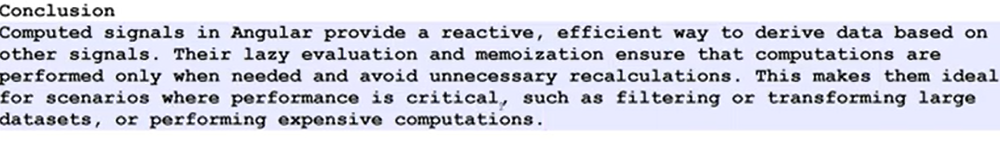 Conclusion
Computed signals in Angular provide a reactive, efficient way to derive data based on
other signals. Their lazy evaluation and memoization ensure that computations are
performed only when needed and avoid unnecessary recalculations. This makes them ideal
for scenarios where performance is critical, such as filtering or transforming large
datasets, or performing expensive computations.